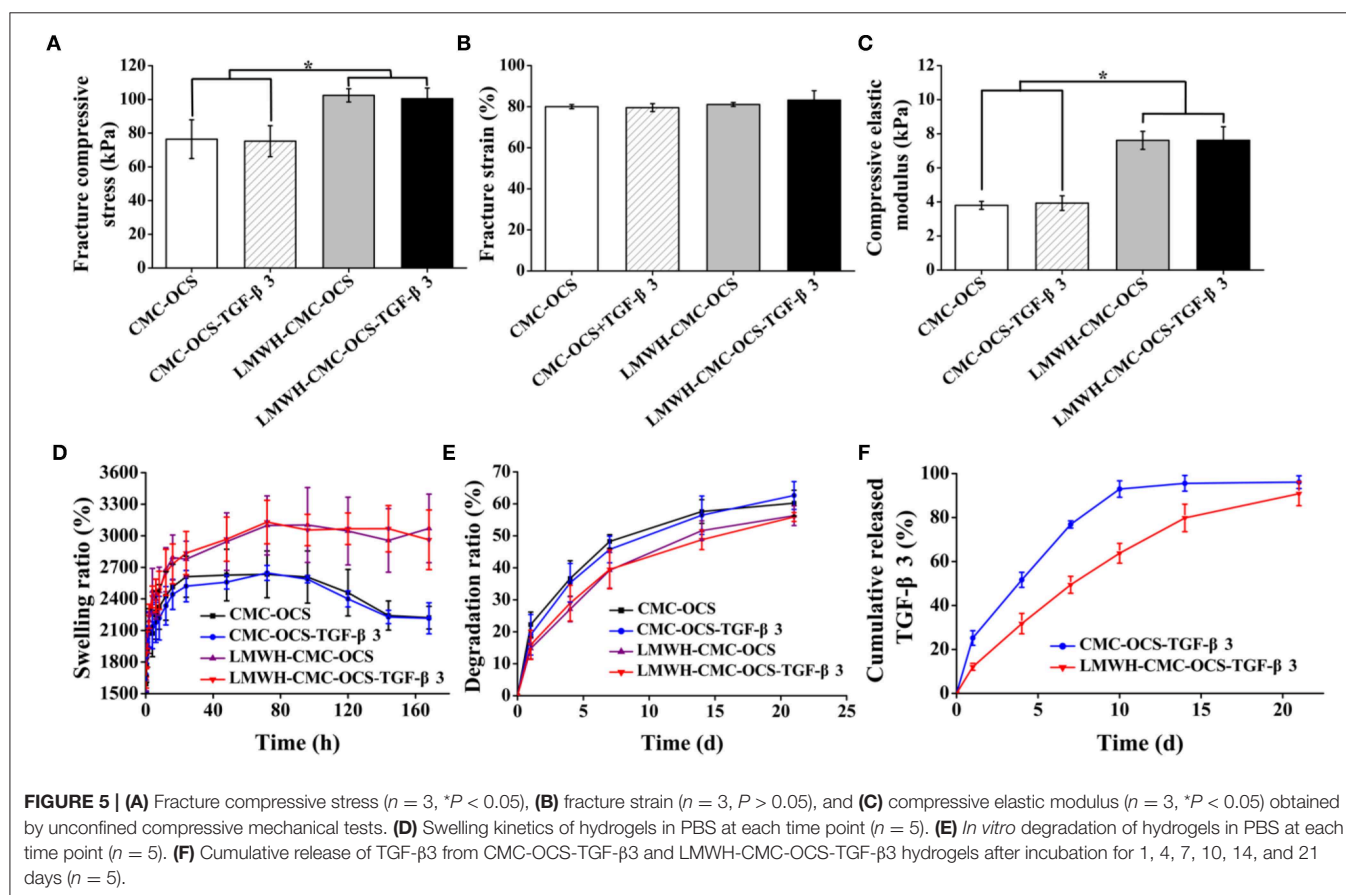 A
Fracture compressive
stress (kPa)
120
100
80
60
40
20
0
*
CMC-OCS
CMC-OCS-TGF-β 3
LMWH-CMC-OCS
LMWH-CMC-OCS-TGF-β 3
B
Fracture strain (%)
100
80
60
40
20
0
CMC-OCS
CMC-OCS+TGF-β 3
LMWH-CMC-OCS
LMWH-CMC-OCS-TGF-β 3
C
Compressive elastic
modulus (kPa)
12
10
8
6
4
2
0
*
CMC-OCS
CMC-OCS-TGF-β 3
LMWH-CMC-OCS
LMWH-CMC-OCS-TGF-β 3
D
Swelling ratio (%)
3600
3300
3000
2700
2400
2100
1800
1500
CMC-OCS
CMC-OCS-TGF-β 3
LMWH-CMC-OCS
LMWH-CMC-OCS-TGF-β 3
0 40 80 120 160
Time (h)
E
Degradation ratio (%)
70
60
50
40
30
20
10
0
CMC-OCS
CMC-OCS-TGF-β 3
LMWH-CMC-OCS
LMWH-CMC-OCS-TGF-β 3
0 5 10 15 20 25
Time (d)
F
Cumulative released
TGF-β 3 (%)
100
80
60
40
20
0
CMC-OCS-TGF-β 3
LMWH-CMC-OCS-TGF-β 3
0 5 10 15 20
Time (d)
FIGURE 5 | (A) Fracture compressive stress (n = 3, *P < 0.05), (B) fracture strain (n = 3, P > 0.05), and (C) compressive elastic modulus (n = 3, *P < 0.05) obtained
by unconfined compressive mechanical tests. (D) Swelling kinetics of hydrogels in PBS at each time point (n = 5). (E) In vitro degradation of hydrogels in PBS at each
time point (n = 5). (F) Cumulative release of TGF-β3 from CMC-OCS-TGF-β3 and LMWH-CMC-OCS-TGF-β3 hydrogels after incubation for 1, 4, 7, 10, 14, and 21
days (n = 5).